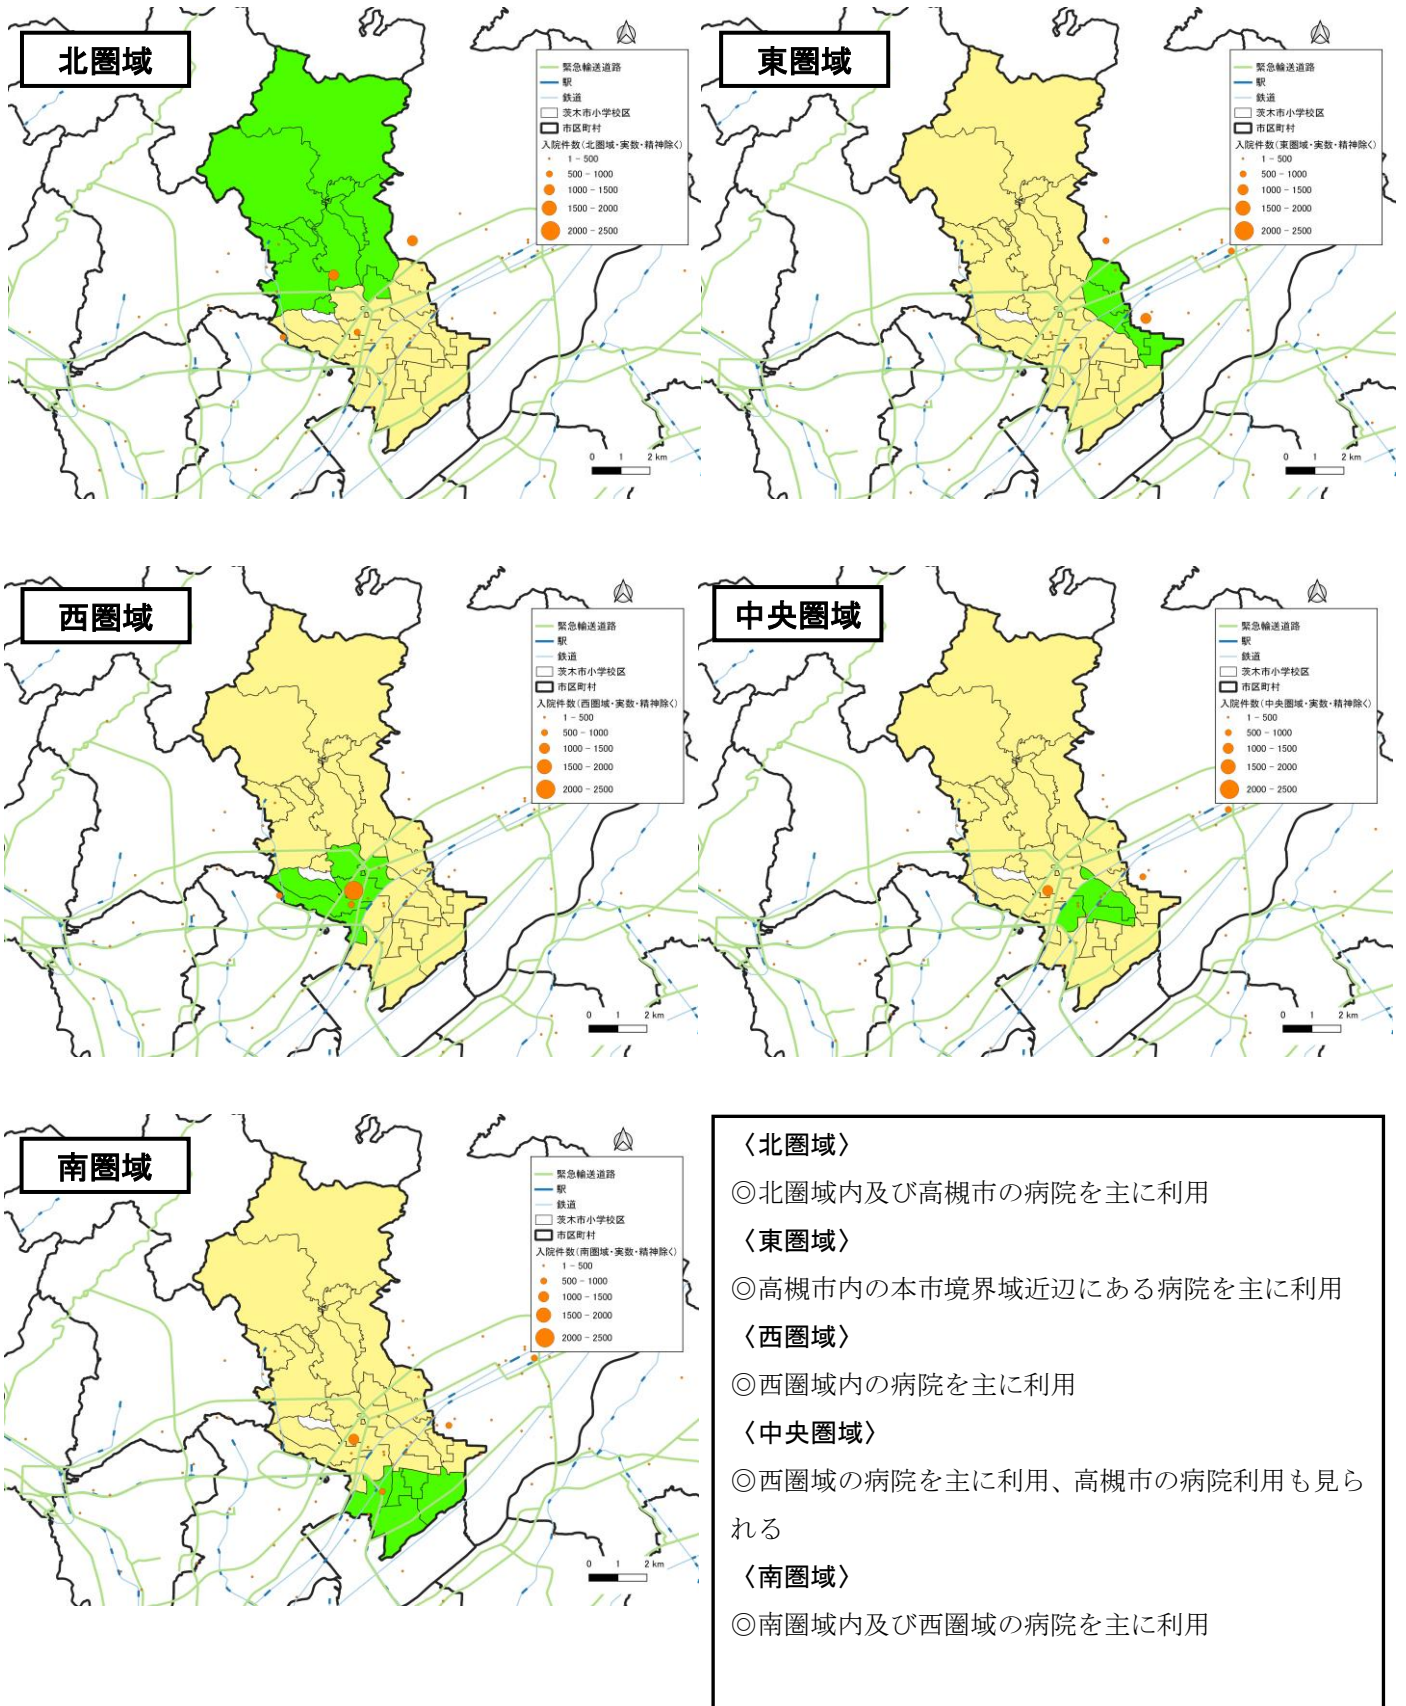 北圏域
緊急輸送道路
駅
鉄道
茨木市小学校区
市区町村
入院件数(北圏域・実数・精神除く)
1 - 500
500 - 1000
1000 - 1500
1500 - 2000
2000 - 2500
0 1 2 km
東圏域
緊急輸送道路
駅
鉄道
茨木市小学校区
市区町村
入院件数(東圏域・実数・精神除く)
1 - 500
500 - 1000
1000 - 1500
1500 - 2000
2000 - 2500
0 1 2 km
西圏域
緊急輸送道路
駅
鉄道
茨木市小学校区
市区町村
入院件数(西圏域・実数・精神除く)
1 - 500
500 - 1000
1000 - 1500
1500 - 2000
2000 - 2500
0 1 2 km
中央圏域
緊急輸送道路
駅
鉄道
茨木市小学校区
市区町村
入院件数(中央圏域・実数・精神除く)
1 - 500
500 - 1000
1000 - 1500
1500 - 2000
2000 - 2500
0 1 2 km
南圏域
緊急輸送道路
駅
鉄道
茨木市小学校区
市区町村
入院件数(南圏域・実数・精神除く)
1 - 500
500 - 1000
1000 - 1500
1500 - 2000
2000 - 2500
0 1 2 km
〈北圏域〉
◎北圏域内及び高槻市の病院を主に利用
〈東圏域〉
◎高槻市内の本市境界域近辺にある病院を主に利用
〈西圏域〉
◎西圏域内の病院を主に利用
〈中央圏域〉
◎西圏域の病院を主に利用、高槻市の病院利用も見ら
れる
〈南圏域〉
◎南圏域内及び西圏域の病院を主に利用